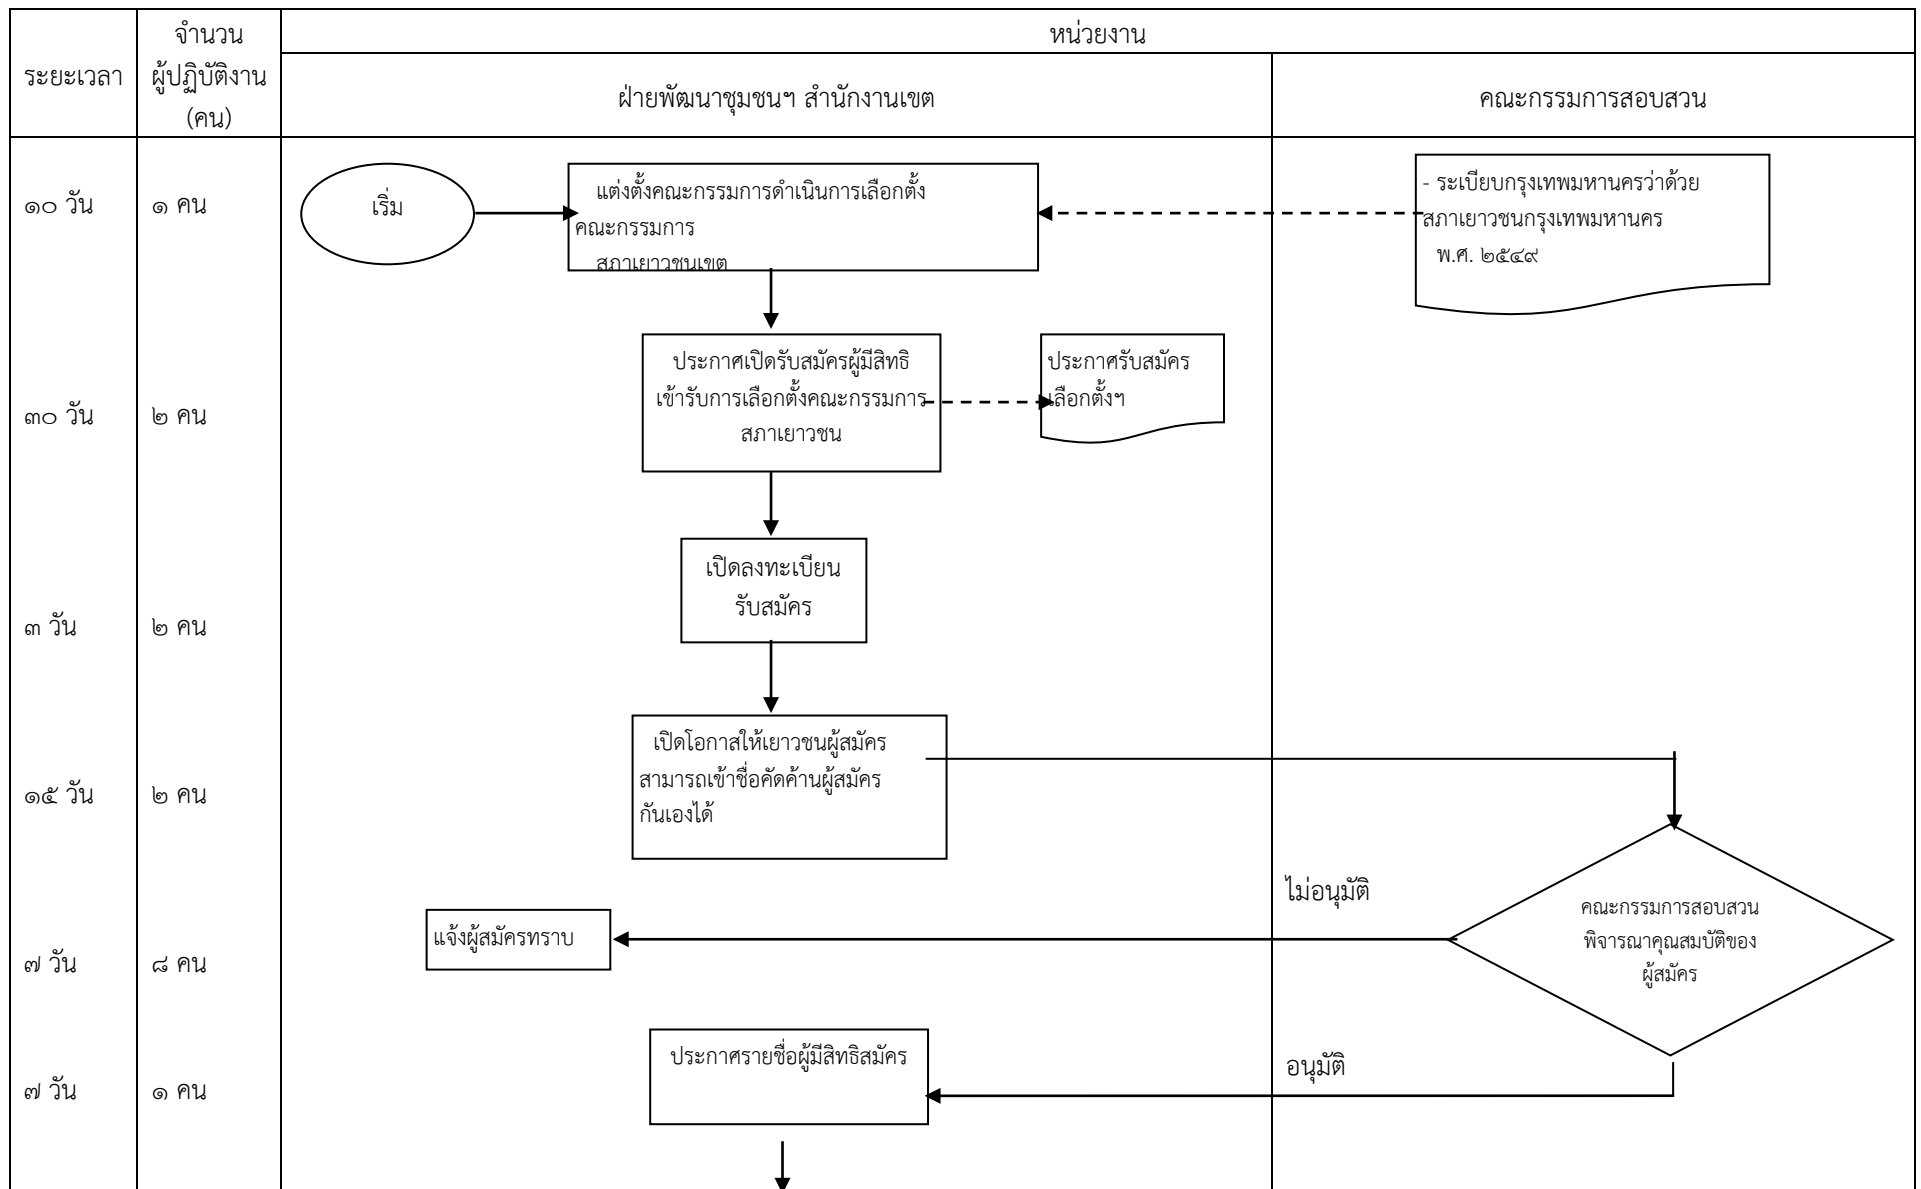 ระยะเวลา
จำนวน
ผู้ปฏิบัติงาน
(คน)
หน่วยงาน
ฝ่ายพัฒนาชุมชนฯ สำนักงานเขต
คณะกรรมการสอบสวน
๑๐ วัน
๑ คน
เริ่ม
แต่งตั้งคณะกรรมการดำเนินการเลือกตั้ง
คณะกรรมการ
สภาเยาวชนเขต
- ระเบียบกรุงเทพมหานครว่าด้วย
สภาเยาวชนกรุงเทพมหานคร
พ.ศ. ๒๕๔๙
๓๐ วัน
๒ คน
ประกาศเปิดรับสมัครผู้มีสิทธิ
เข้ารับการเลือกตั้งคณะกรรมการ
สภาเยาวชน
ประกาศรับสมัคร
เลือกตั้งฯ
๓ วัน
๒ คน
เปิดลงทะเบียน
รับสมัคร
๑๕ วัน
๒ คน
เปิดโอกาสให้เยาวชนผู้สมัคร
สามารถเข้าชื่อคัดค้านผู้สมัคร
กันเองได้
๗ วัน
๘ คน
แจ้งผู้สมัครทราบ
ไม่อนุมัติ
คณะกรรมการสอบสวน
พิจารณาคุณสมบัติของ
ผู้สมัคร
๗ วัน
๑ คน
ประกาศรายชื่อผู้มีสิทธิสมัคร
อนุมัติ